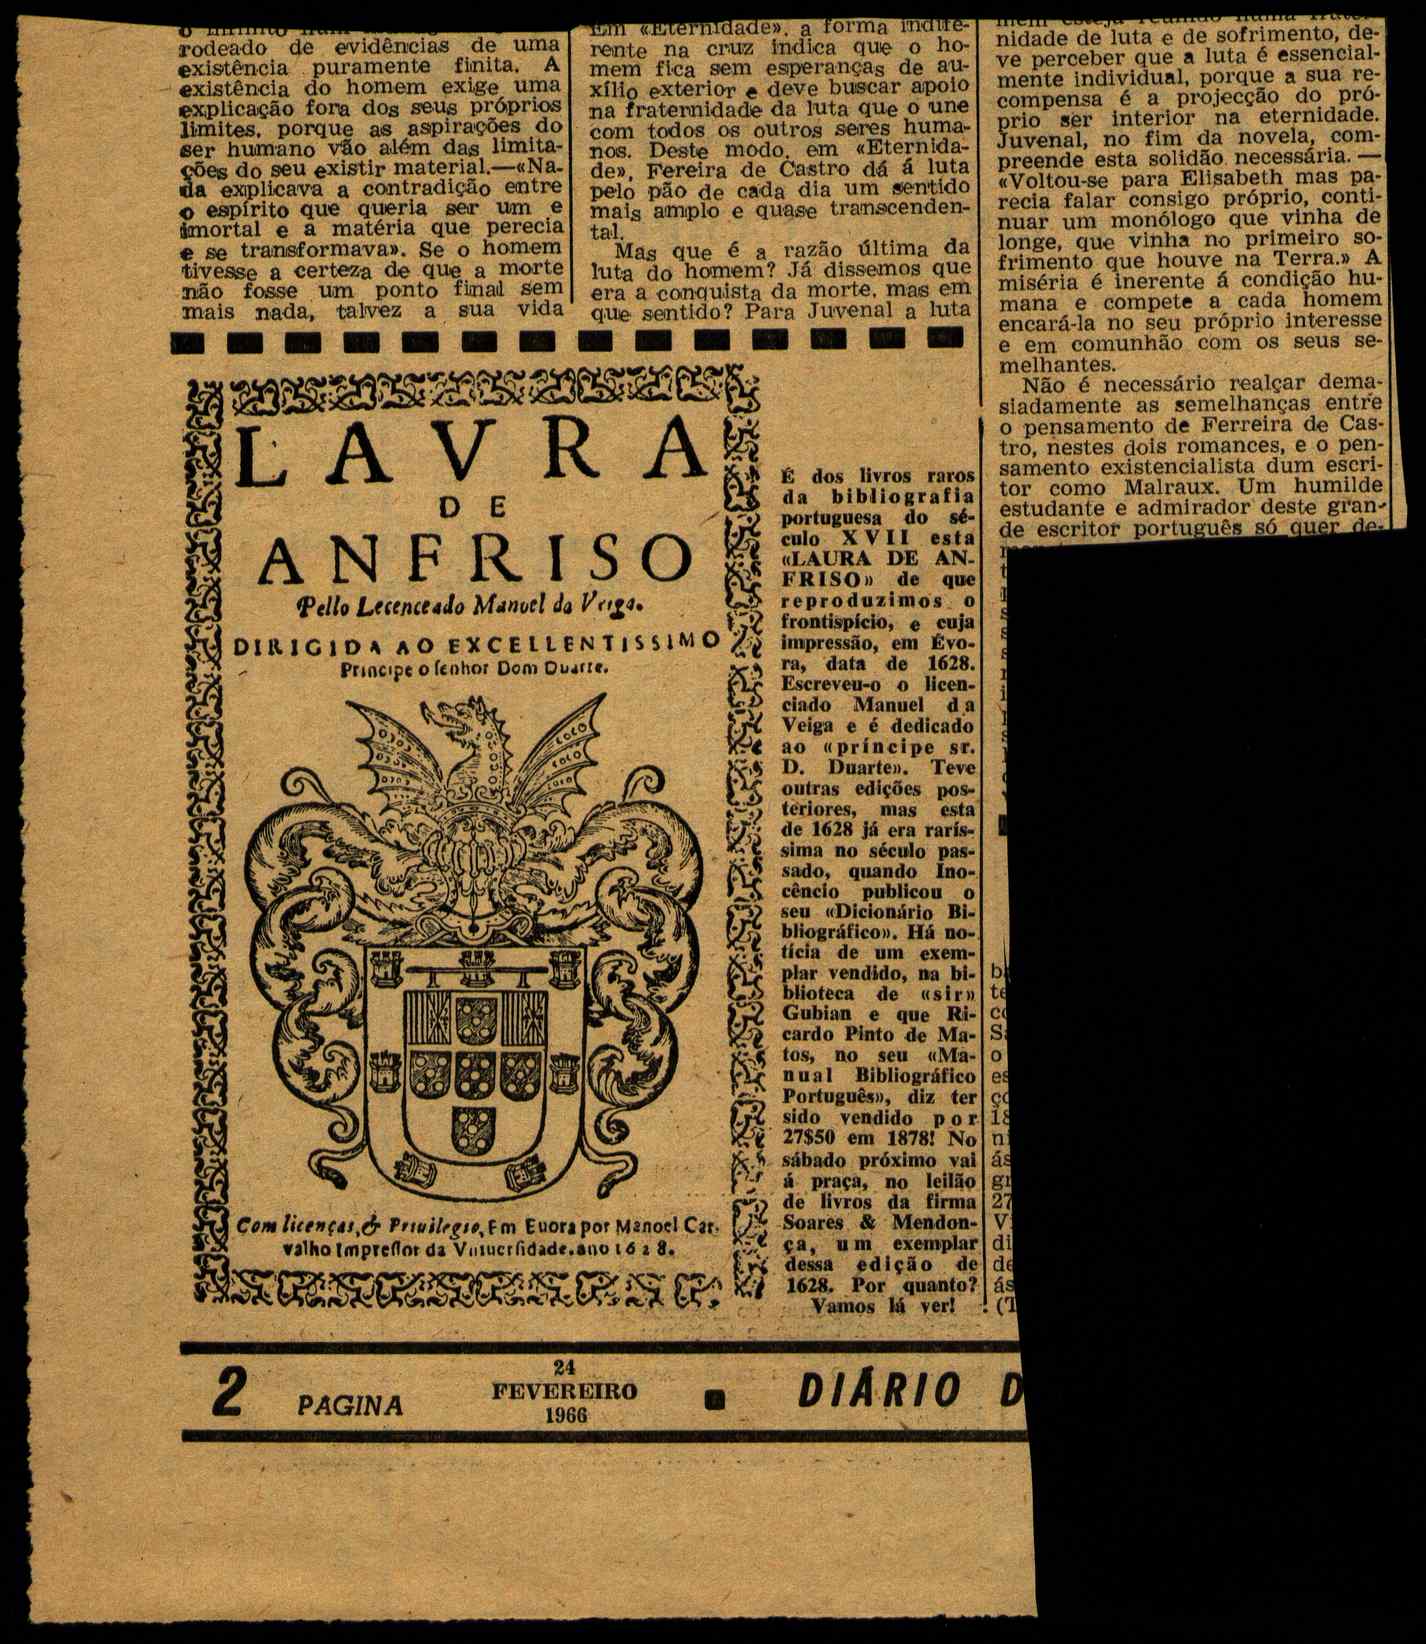 rodeado de evidências de uma
existência puramente finita. A
existência do homem exige uma
explicação fora dos seus próprios
limites, porque as aspirações do
ser humano vão além das limita-
ções do seu existir material.—«Na-
da explicava a contradição entre
o espírito que queria ser um e
imortal e a matéria que perecia
e se transformava». Se o homem
tivesse a certeza de que a morte
não fosse um ponto final sem
mais nada, talvez a sua vida
Em «Eternidade», a forma indife-
rente na cruz indica que o ho-
mem fica sem esperanças de au-
xílio exterior e deve buscar apoio
na fraternidade da luta que o une
com todos os outros seres huma-
nos. Deste modo, em «Eternida-
de», Fereira de Castro dá á luta
pelo pão de cada dia um sentido
mais amplo e quase transcenden-
tal.
Mas que é a razão última da
luta do homem? Já dissemos que
era a conquista da morte, mas em
que sentido? Para Juvenal a luta
mem esteja reunido numa frater-
nidade de luta e de sofrimento, de-
ve perceber que a luta é essencial-
mente individual, porque a sua re-
compensa é a projecção do pró-
prio ser interior na eternidade.
Juvenal, no fim da novela, com-
preende esta solidão necessária. —
«Voltou-se para Elisabeth mas pa-
recia falar consigo próprio, conti-
nuar um monólogo que vinha de
longe, que vinha no primeiro so-
frimento que houve na Terra.» A
miséria é inerente á condição hu-
mana e compete a cada homem
encará-la no seu próprio interesse
e em comunhão com os seus se-
melhantes.
Não é necessário realçar dema-
siadamente as semelhanças entre
o pensamento de Ferreira de Cas-
tro, nestes dois romances, e o pen-
samento existencialista dum escri-
tor como Malraux. Um humilde
estudante e admirador deste gran-
de escritor português só quer de-
LAVRA
DE
ANFRISO
Pello Lecenceado Manuel da Veiga.
DIRIGIDA AO EXCELLENTISSIMO
Principe o senhor Dom Duarte.
Com licenças, & Priuilegio, Em Euora por Manoel Car-
valho Impressor da Vniuersidade. ano 1628.
É dos livros raros
da bibliografia
portuguesa do sé-
culo XVII esta
«LAURA DE AN-
FRISO» de que
reproduzimos o
frontispício, e cuja
impressão, em Évo-
ra, data de 1628.
Escreveu-o o licen-
ciado Manuel da
Veiga e é dedicado
ao «príncipe sr.
D. Duarte». Teve
outras edições pos-
teriores, mas esta
de 1628 já era rarís-
sima no século pas-
sado, quando Ino-
cêncio publicou o
seu «Dicionário Bi-
bliográfico». Há no-
tícia de um exem-
plar vendido, na bi-
blioteca de «sir»
Gubian e que Ri-
cardo Pinto de Ma-
tos, no seu «Ma-
nual Bibliográfico
Português», diz ter
sido vendido por
27$50 em 1878! No
sábado próximo vai
á praça, no leilão
de livros da firma
Soares & Mendon-
ça, um exemplar
dessa edição de
1628. Por quanto?
Vamos lá ver!
2 PAGINA
24
FEVEREIRO
1966
DIÁRIO D